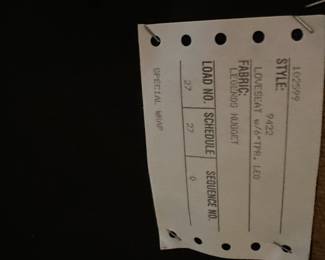 102599
STYLE: 9422
LOVESEAT w/6"TPR. LEG
FABRIC:
LEGENDS NUGGET
LOAD NO. SCHEDULE SEQUENCE NO.
27 27 0
SPECIAL WRAP